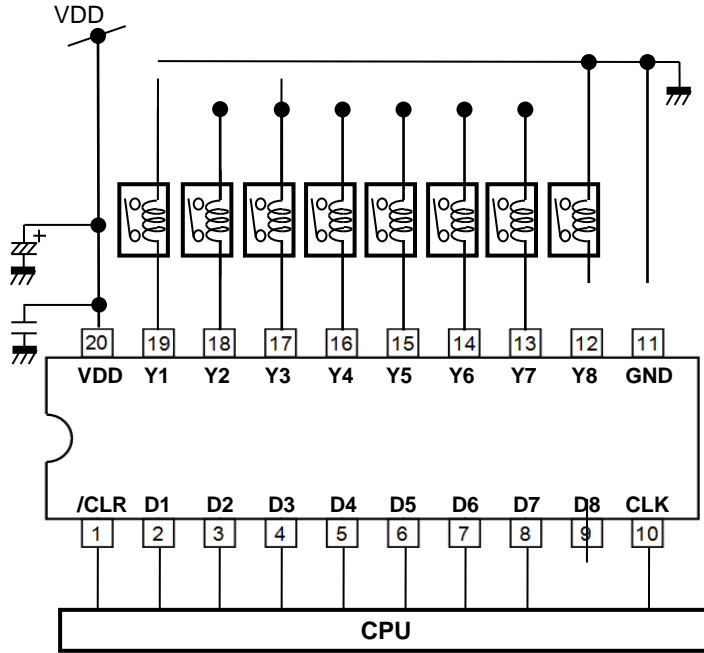 VDD
+
20 19 18 17 16 15 14 13 12 11
VDD Y1 Y2 Y3 Y4 Y5 Y6 Y7 Y8 GND
/CLR D1 D2 D3 D4 D5 D6 D7 D8 CLK
1 2 3 4 5 6 7 8 9 10
CPU